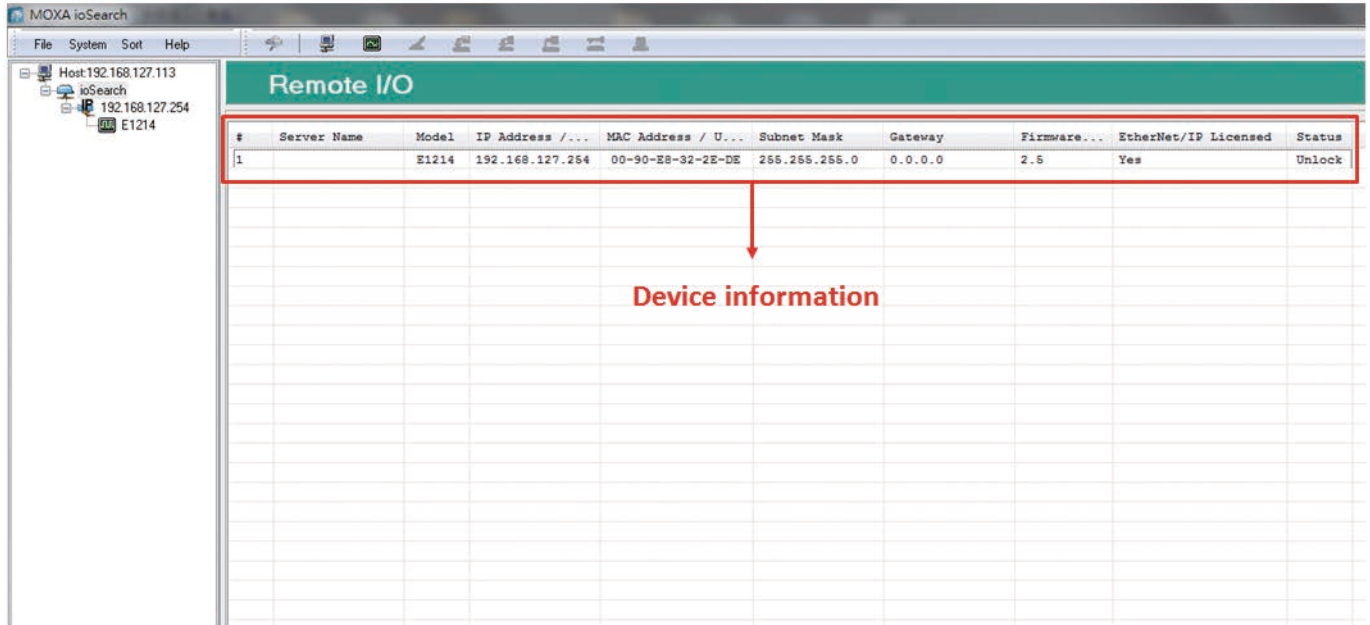 MOXA ioSearch
File System Sort Help
Host:192.168.127.113
ioSearch
192.168.127.254
E1214
Remote I/O
# Server Name Model IP Address /... MAC Address / U... Subnet Mask Gateway Firmware... EtherNet/IP Licensed Status
1 E1214 192.168.127.254 00-90-E8-32-2E-DE 255.255.255.0 0.0.0.0 2.5 Yes Unlock
Device information